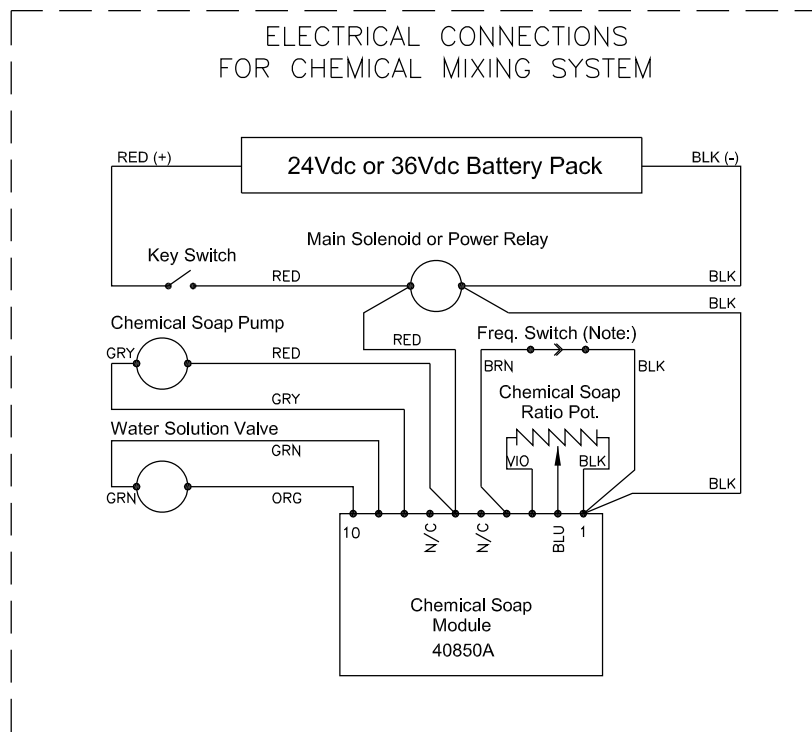 ELECTRICAL CONNECTIONS
FOR CHEMICAL MIXING SYSTEM
RED (+)
24Vdc or 36Vdc Battery Pack
BLK (-)
Main Solenoid or Power Relay
Key Switch
RED
BLK
BLK
Chemical Soap Pump
Freq. Switch (Note:)
GRY
RED
RED
BRN
BLK
Chemical Soap
Ratio Pot.
GRY
Water Solution Valve
GRN
VIO
BLK
GRN
ORG
BLK
10
N/C
N/C
BLU
1
Chemical Soap
Module
40850A